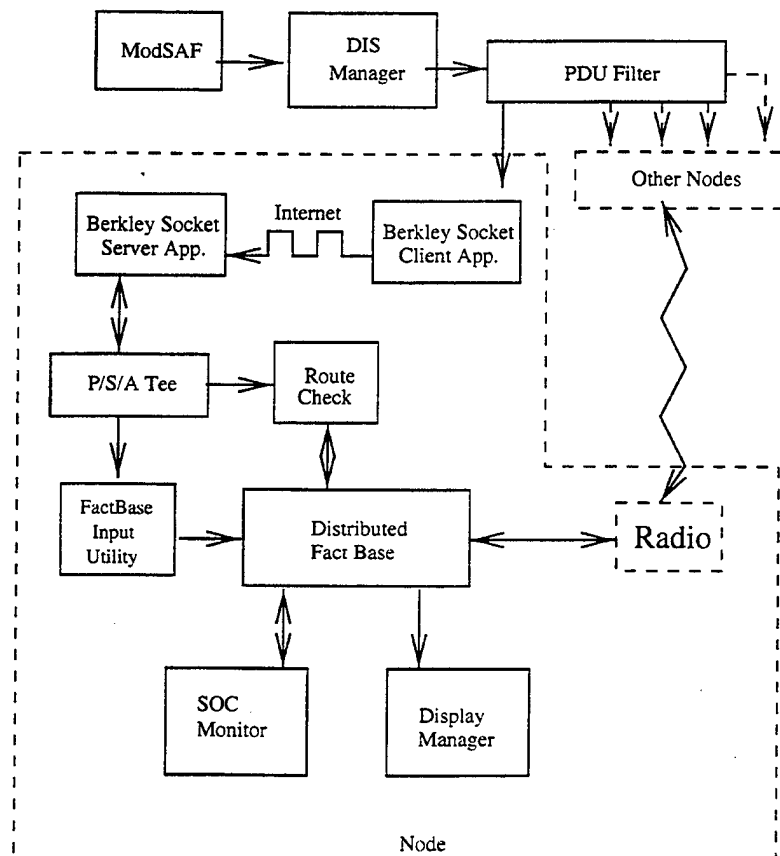 ModSAF
DIS
Manager
PDU Filter
Other Nodes
Internet
Berkley Socket
Server App.
Berkley Socket
Client App.
P/S/A Tee
Route
Check
FactBase
Input
Utility
Distributed
Fact Base
Radio
SOC
Monitor
Display
Manager
Node